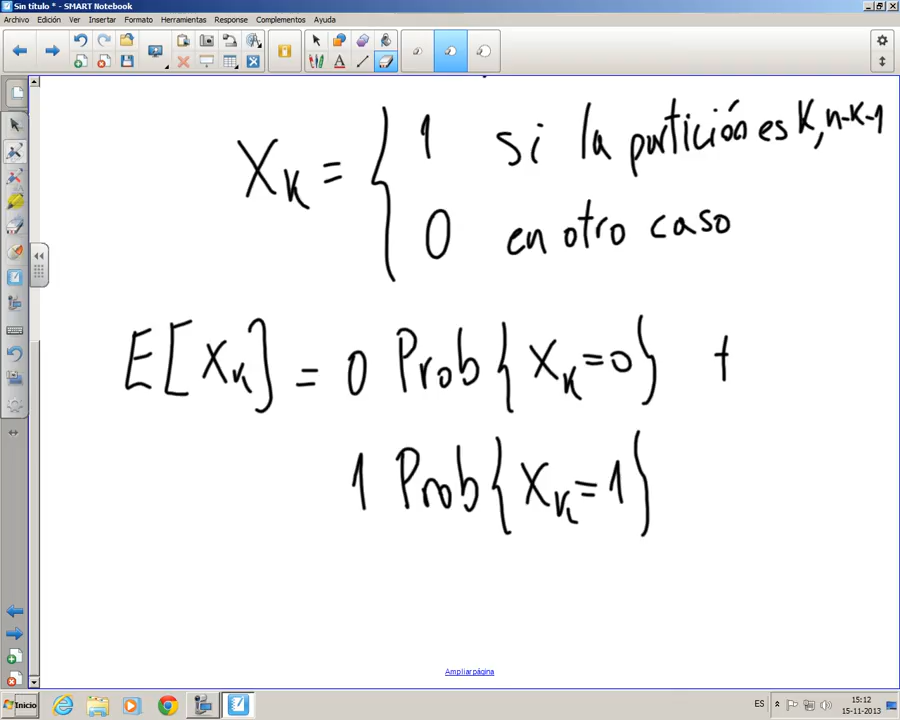 Sin título * - SMART Notebook
Archivo Edición Ver Insertar Formato Herramientas Response Complementos Ayuda
X_K = { 1 si la partición es K, n-K-1
0 en otro caso
E[X_K] = 0 Prob{X_K=0} +
1 Prob{X_K=1}
Ampliar página
Inicio
ES 15:12
15-11-2013